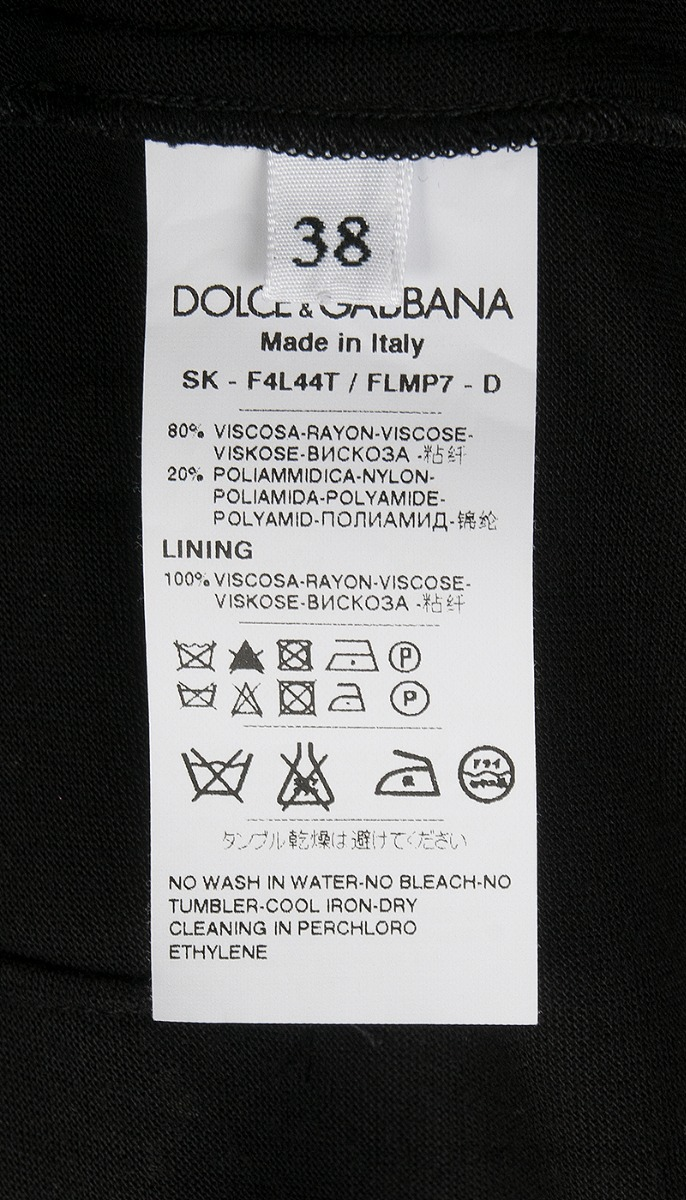 38
DOLCE & GABBANA
Made in Italy
SK - F4L44T / FLMP7 - D
80% VISCOSA-RAYON-VISCOSE-
VISKOSE-ВИСКОЗА -粘纤
20% POLIAMMIDICA-NYLON-
POLIAMIDA-POLYAMIDE-
POLYAMID-ПОЛИАМИД-锦纶
LINING
100% VISCOSA-RAYON-VISCOSE-
VISKOSE-ВИСКОЗА -粘纤
P
P
ドライ
タンブル乾燥は避けてください
NO WASH IN WATER-NO BLEACH-NO
TUMBLER-COOL IRON-DRY
CLEANING IN PERCHLORO
ETHYLENE